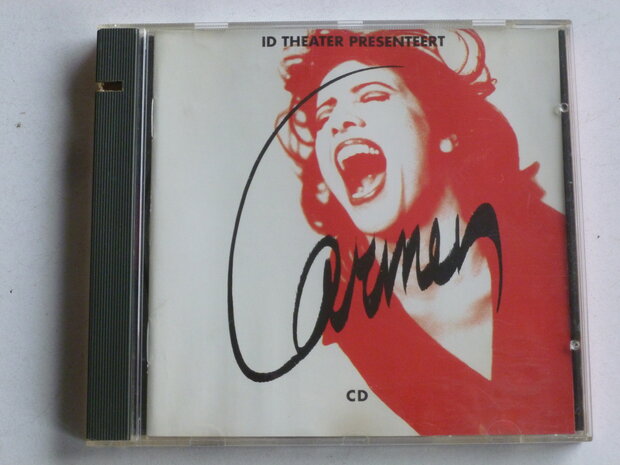 ID THEATER PRESENTEERT
Carmen
CD